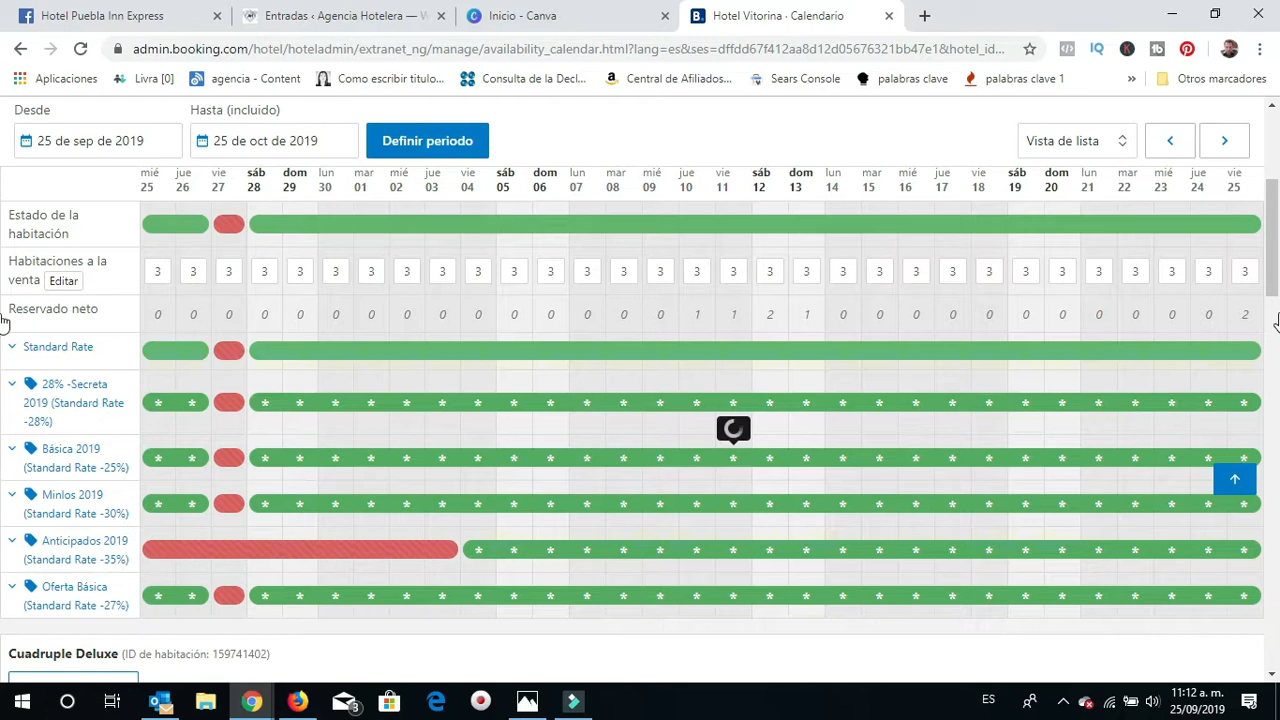 Hotel Puebla Inn Express
Entradas ‹ Agencia Hotelera — W
Inicio - Canva
Hotel Vitorina · Calendario
admin.booking.com/hotel/hoteladmin/extranet_ng/manage/availability_calendar.html?lang=es&ses=dffdd67f412aa8d12d05676321bb47e1&hotel_id...
Aplicaciones
Livra [0]
agencia - Content
Como escribir titulo...
Consulta de la Decl...
Central de Afiliados...
Sears Console
palabras clave
palabras clave 1
»
Otros marcadores
Desde
Hasta (incluido)
25 de sep de 2019
25 de oct de 2019
Definir periodo
Vista de lista
mié jue vie sáb dom lun mar mié jue vie sáb dom lun mar mié jue vie sáb dom lun mar mié jue vie sáb dom lun mar mié jue vie
25 26 27 28 29 30 01 02 03 04 05 06 07 08 09 10 11 12 13 14 15 16 17 18 19 20 21 22 23 24 25
Estado de la
habitación
Habitaciones a la
venta Editar
3 3 3 3 3 3 3 3 3 3 3 3 3 3 3 3 3 3 3 3 3 3 3 3 3 3 3 3 3 3 3
Reservado neto
0 0 0 0 0 0 0 0 0 0 0 0 0 0 0 1 1 2 1 0 0 0 0 0 0 0 0 0 0 0 2
Standard Rate
28% -Secreta
2019 (Standard Rate
-28%)
* * * * * * * * * * * * * * * * * * * * * * * * * * * * * *
Básica 2019
(Standard Rate -25%)
* * * * * * * * * * * * * * * * * * * * * * * * * * * * * *
Minlos 2019
(Standard Rate -30%)
* * * * * * * * * * * * * * * * * * * * * * * * * * * * * *
Anticipados 2019
(Standard Rate -35%)
* * * * * * * * * * * * * * * * * * * * * *
Oferta Básica
(Standard Rate -27%)
* * * * * * * * * * * * * * * * * * * * * * * * * * * * * *
Cuadruple Deluxe (ID de habitación: 159741402)
3
ES
11:12 a. m.
25/09/2019